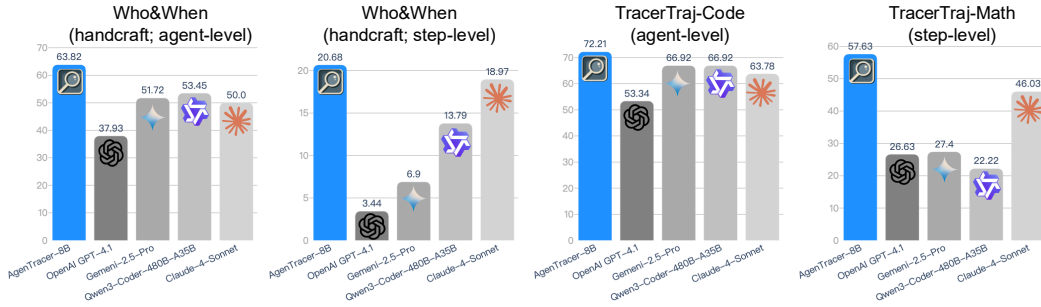 Who&When
(handcraft; agent-level)
70
60
50
40
30
20
10
0
63.82
37.93
51.72
53.45
50.0
AgenTracer-8B
OpenAI GPT-4.1
Gemeni-2.5-Pro
Qwen3-Coder-480B-A35B
Claude-4-Sonnet
Who&When
(handcraft; step-level)
20
15
10
5
0
20.68
3.44
6.9
13.79
18.97
AgenTracer-8B
OpenAI GPT-4.1
Gemeni-2.5-Pro
Qwen3-Coder-480B-A35B
Claude-4-Sonnet
TracerTraj-Code
(agent-level)
70
60
50
40
30
20
10
0
72.21
53.34
66.92
66.92
63.78
AgenTracer-8B
OpenAI GPT-4.1
Gemeni-2.5-Pro
Qwen3-Coder-480B-A35B
Claude-4-Sonnet
TracerTraj-Math
(step-level)
60
50
40
30
20
10
0
57.63
26.63
27.4
22.22
46.03
AgenTracer-8B
OpenAI GPT-4.1
Gemeni-2.5-Pro
Qwen3-Coder-480B-A35B
Claude-4-Sonnet